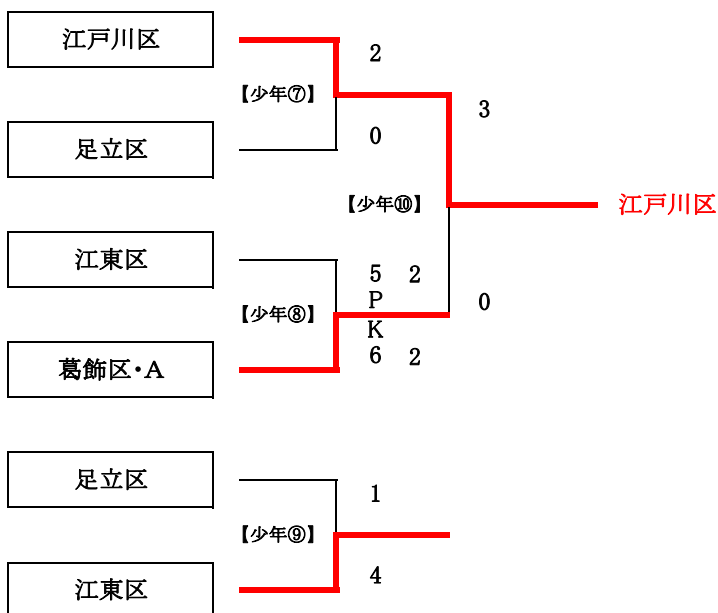 江戸川区
2
【少年⑦】
3
0
足立区
【少年⑩】
江戸川区
江東区
5 2
P
【少年⑧】
0
K
6 2
葛飾区・A
足立区
1
【少年⑨】
4
江東区